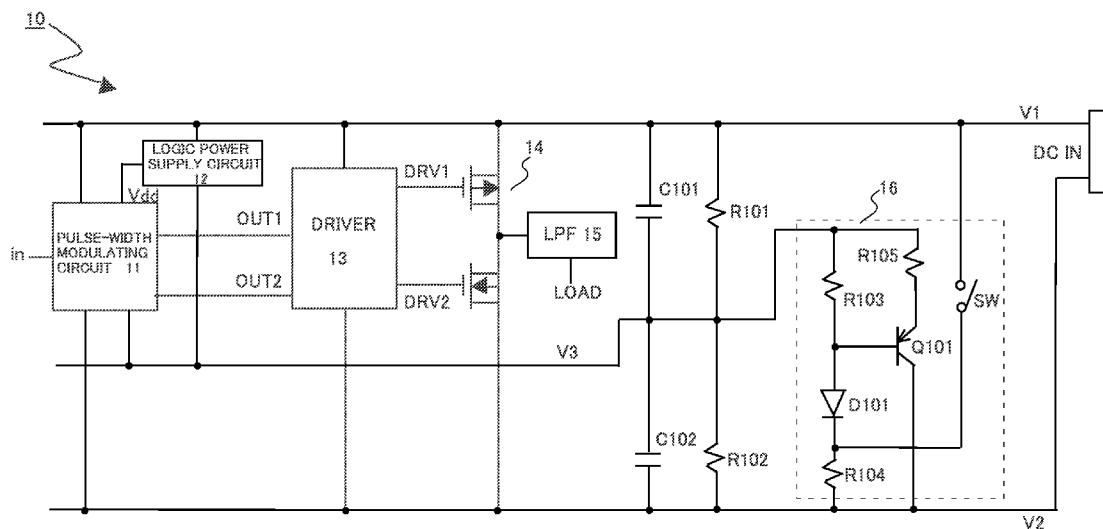 10
V1
DC IN
LOGIC POWER
SUPPLY CIRCUIT
12
Vdd
DRV1
14
C101
R101
16
OUT1
DRIVER
13
LPF 15
in
PULSE-WIDTH
MODULATING
CIRCUIT 11
OUT2
DRV2
LOAD
R105
R103
SW
V3
Q101
D101
C102
R102
R104
V2